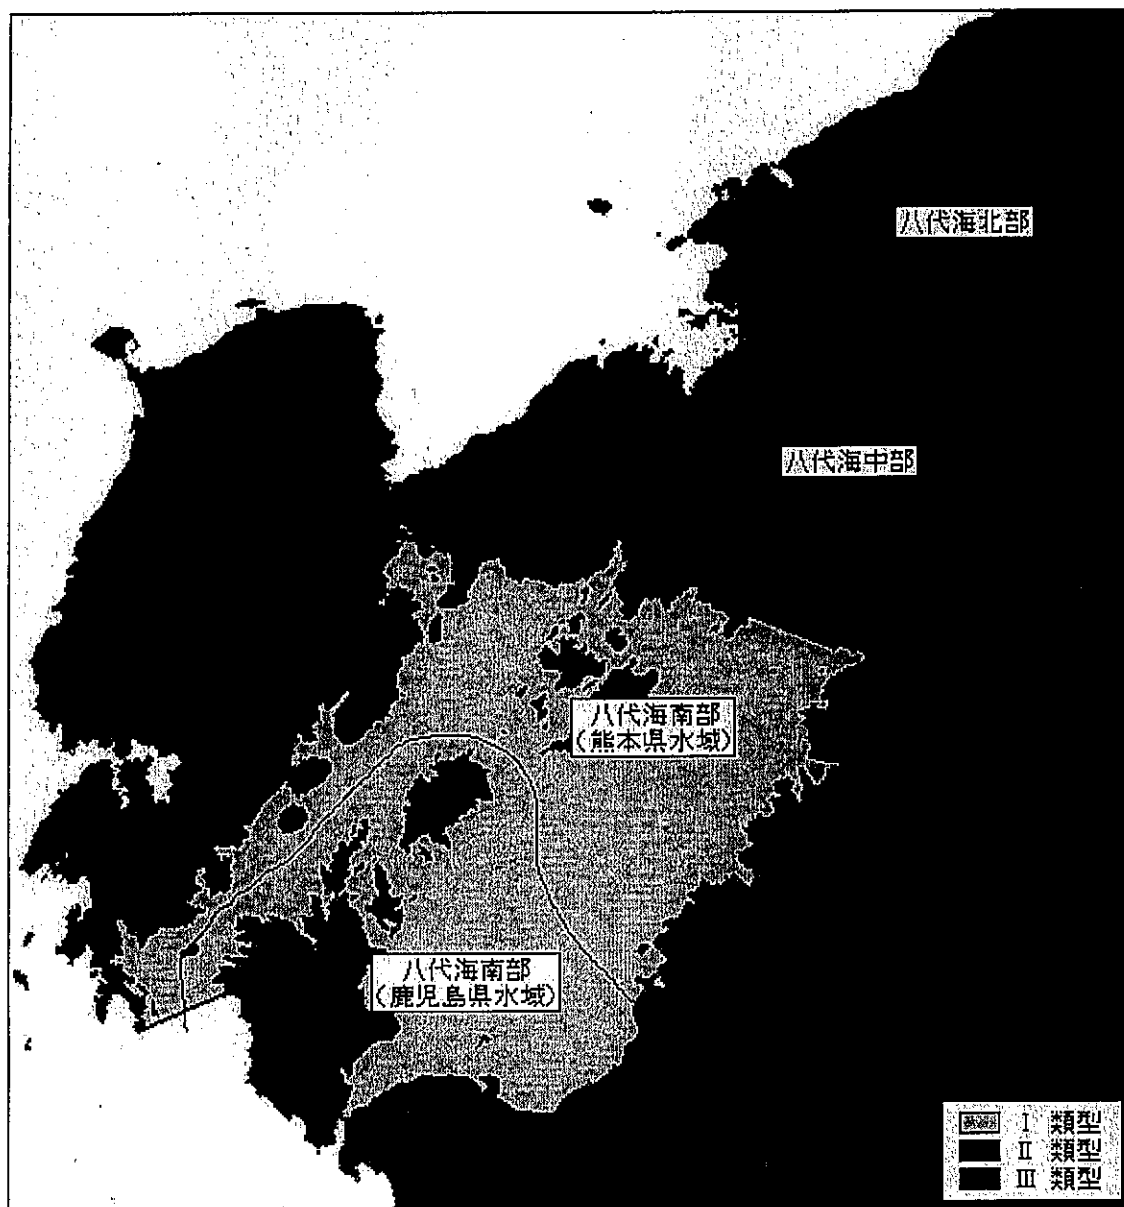 八代海北部
八代海中部
八代海南部
(熊本県水域)
八代海南部
(鹿児島県水域)
I 類型
II 類型
III 類型